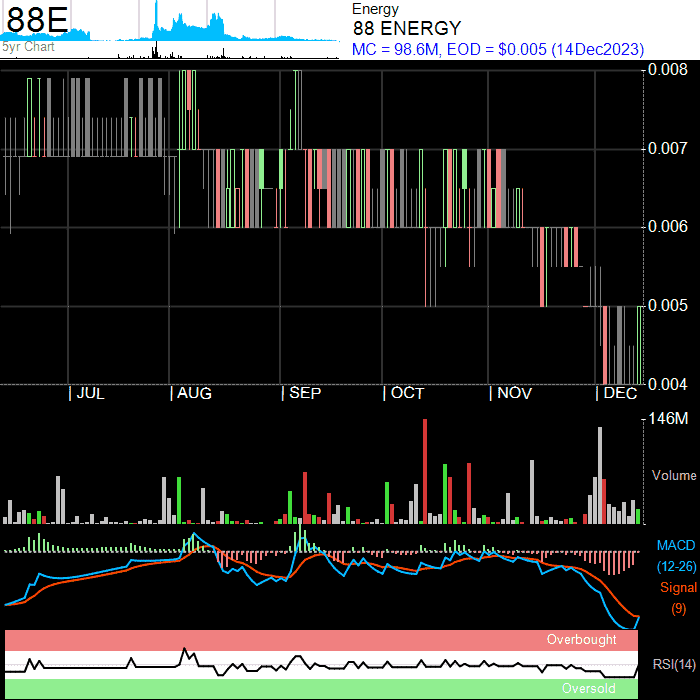 88E
5yr Chart
Energy
88 ENERGY
MC = 98.6M, EOD = $0.005 (14Dec2023)
0.008
0.007
0.006
0.005
0.004
JUL
AUG
SEP
OCT
NOV
DEC
146M
Volume
MACD
(12-26)
Signal
(9)
Overbought
RSI(14)
Oversold